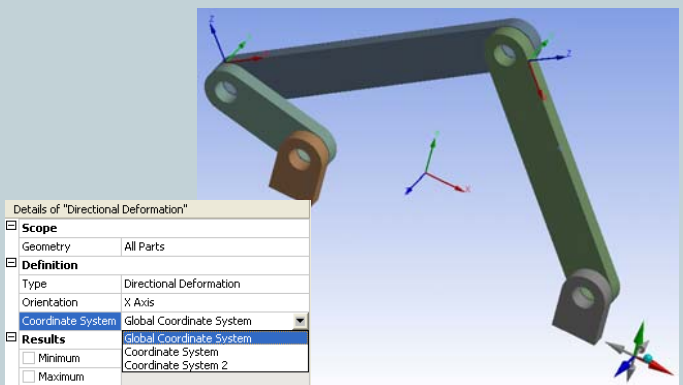 Z
Z
X
Details of "Directional Deformation"
Scope
Geometry All Parts
Definition
Type Directional Deformation
Orientation X Axis
Coordinate System Global Coordinate System
Results Global Coordinate System
Coordinate System
Minimum Coordinate System 2
Maximum